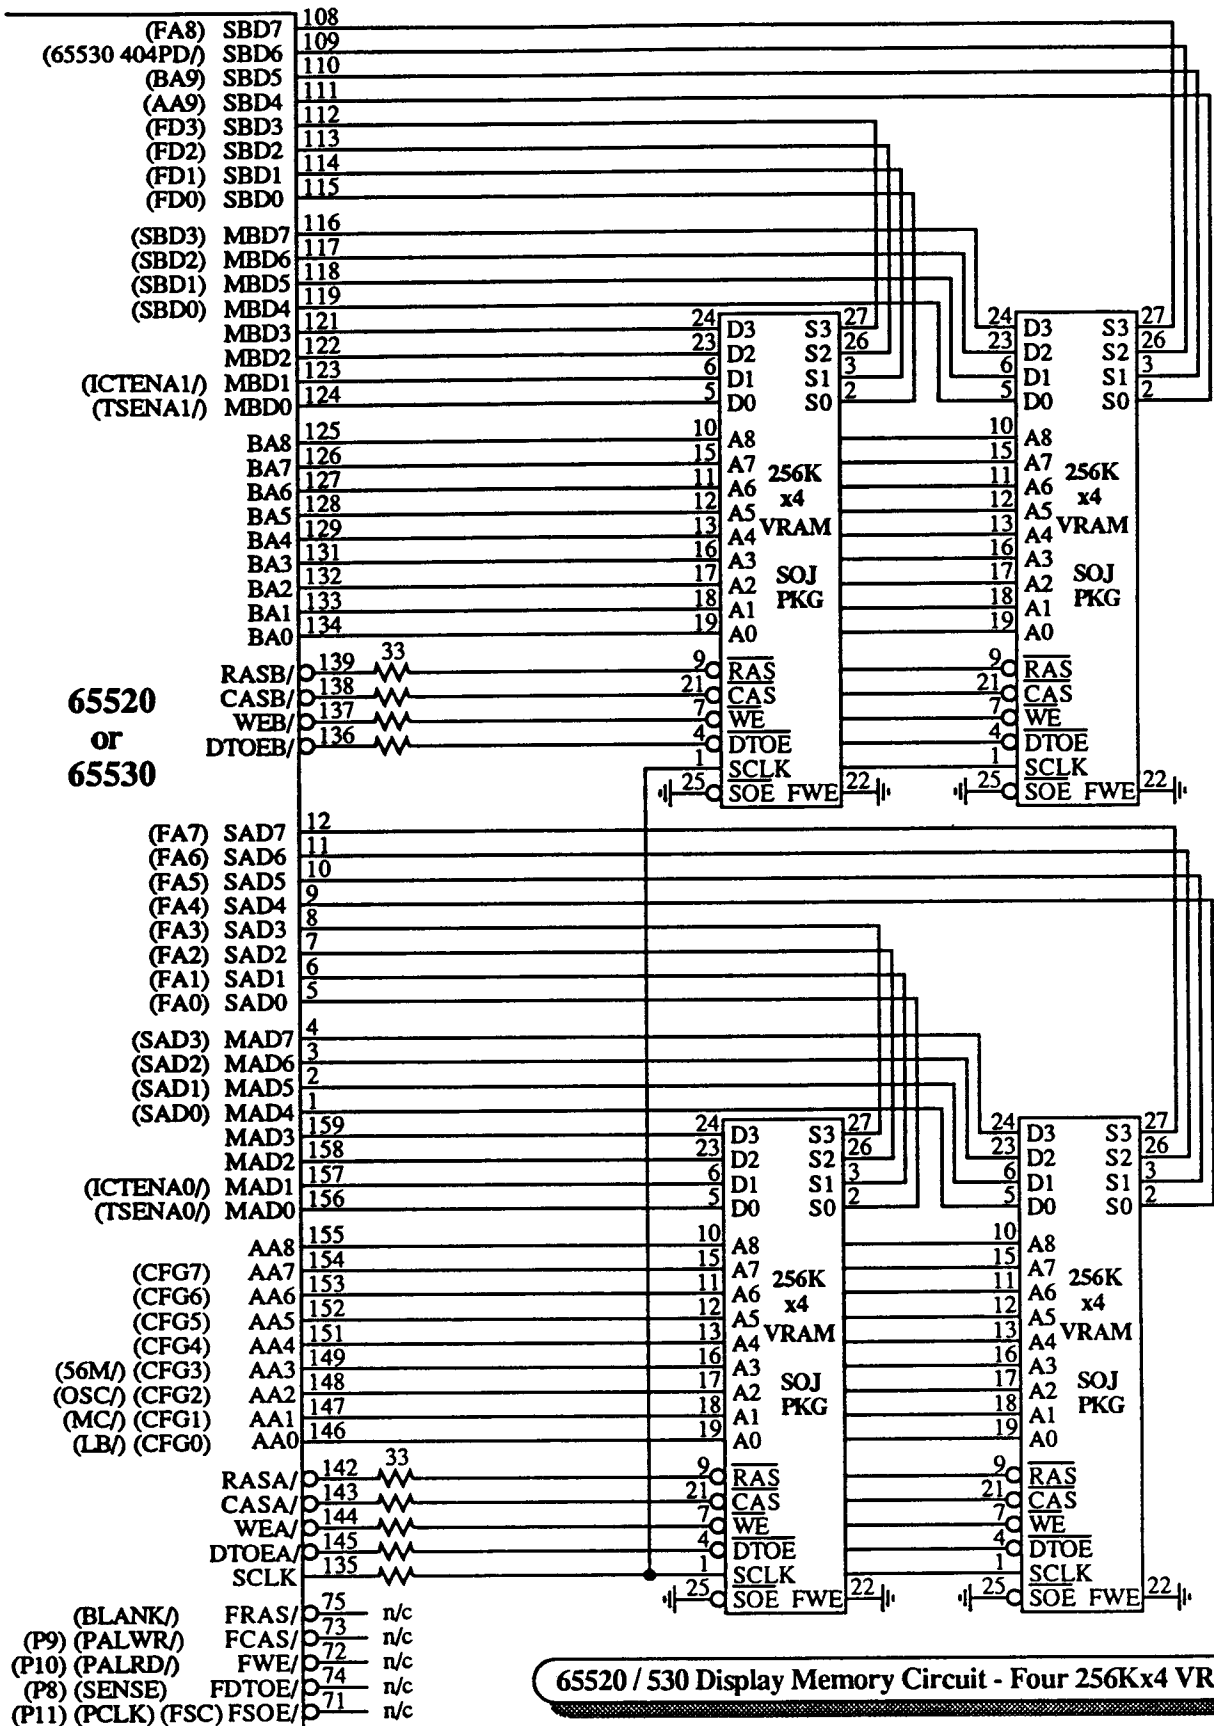 108
(FA8) SBD7
109
(65530 404PD/) SBD6
110
(BA9) SBD5
111
(AA9) SBD4
112
(FD3) SBD3
113
(FD2) SBD2
114
(FD1) SBD1
115
(FD0) SBD0
116
(SBD3) MBD7
117
(SBD2) MBD6
118
(SBD1) MBD5
119
(SBD0) MBD4
121
MBD3
122
MBD2
123
(ICTENA1/) MBD1
124
(TSENA1/) MBD0
125
BA8
126
BA7
127
BA6
128
BA5
129
BA4
131
BA3
132
BA2
133
BA1
134
BA0
33
RASB/ 139
CASB/ 138
WEB/ 137
DTOEB/ 136
65520
or
65530
24 D3 S3 27
23 D2 S2 26
6 D1 S1 3
5 D0 S0 2
10 A8
15 A7
11 A6
12 A5
13 A4
16 A3
17 A2
18 A1
19 A0
256K
x4
VRAM
SOJ
PKG
9 RAS
21 CAS
7 WE
4 DTOE
1 SCLK
25 SOE FWE 22
24 D3 S3 27
23 D2 S2 26
6 D1 S1 3
5 D0 S0 2
10 A8
15 A7
11 A6
12 A5
13 A4
16 A3
17 A2
18 A1
19 A0
256K
x4
VRAM
SOJ
PKG
9 RAS
21 CAS
7 WE
4 DTOE
1 SCLK
25 SOE FWE 22
12
(FA7) SAD7
11
(FA6) SAD6
10
(FA5) SAD5
9
(FA4) SAD4
8
(FA3) SAD3
7
(FA2) SAD2
6
(FA1) SAD1
5
(FA0) SAD0
4
(SAD3) MAD7
3
(SAD2) MAD6
2
(SAD1) MAD5
1
(SAD0) MAD4
159
MAD3
158
MAD2
157
(ICTENA0/) MAD1
156
(TSENA0/) MAD0
155
AA8
154
(CFG7) AA7
153
(CFG6) AA6
152
(CFG5) AA5
151
(CFG4) AA4
149
(56M/) (CFG3) AA3
148
(OSC/) (CFG2) AA2
147
(MC/) (CFG1) AA1
146
(LB/) (CFG0) AA0
33
RASA/ 142
CASA/ 143
WEA/ 144
DTOEA/ 145
SCLK 135
24 D3 S3 27
23 D2 S2 26
6 D1 S1 3
5 D0 S0 2
10 A8
15 A7
11 A6
12 A5
13 A4
16 A3
17 A2
18 A1
19 A0
256K
x4
VRAM
SOJ
PKG
9 RAS
21 CAS
7 WE
4 DTOE
1 SCLK
25 SOE FWE 22
24 D3 S3 27
23 D2 S2 26
6 D1 S1 3
5 D0 S0 2
10 A8
15 A7
11 A6
12 A5
13 A4
16 A3
17 A2
18 A1
19 A0
256K
x4
VRAM
SOJ
PKG
9 RAS
21 CAS
7 WE
4 DTOE
1 SCLK
25 SOE FWE 22
(BLANK/) FRAS/ 75 n/c
(P9) (PALWR/) FCAS/ 73 n/c
(P10) (PALRD/) FWE/ 72 n/c
(P8) (SENSE) FDTOE/ 74 n/c
(P11) (PCLK) (FSC) FSOE/ 71 n/c
65520 / 530 Display Memory Circuit - Four 256Kx4 VR